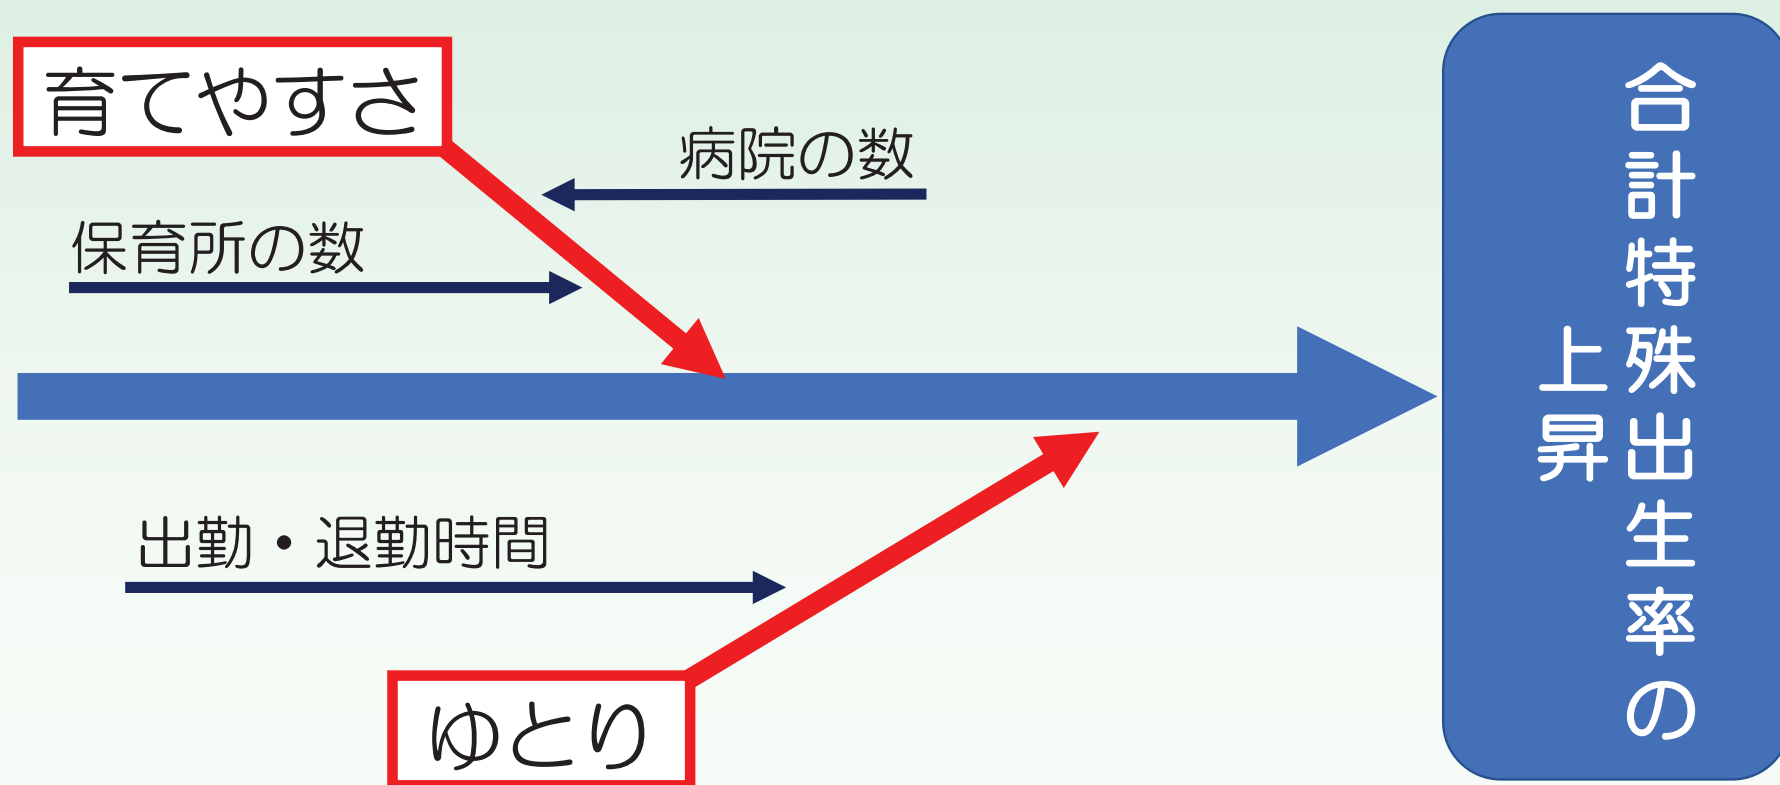 育てやすさ
病院の数
保育所の数
出勤・退勤時間
ゆとり
合計特殊出生率の
上昇